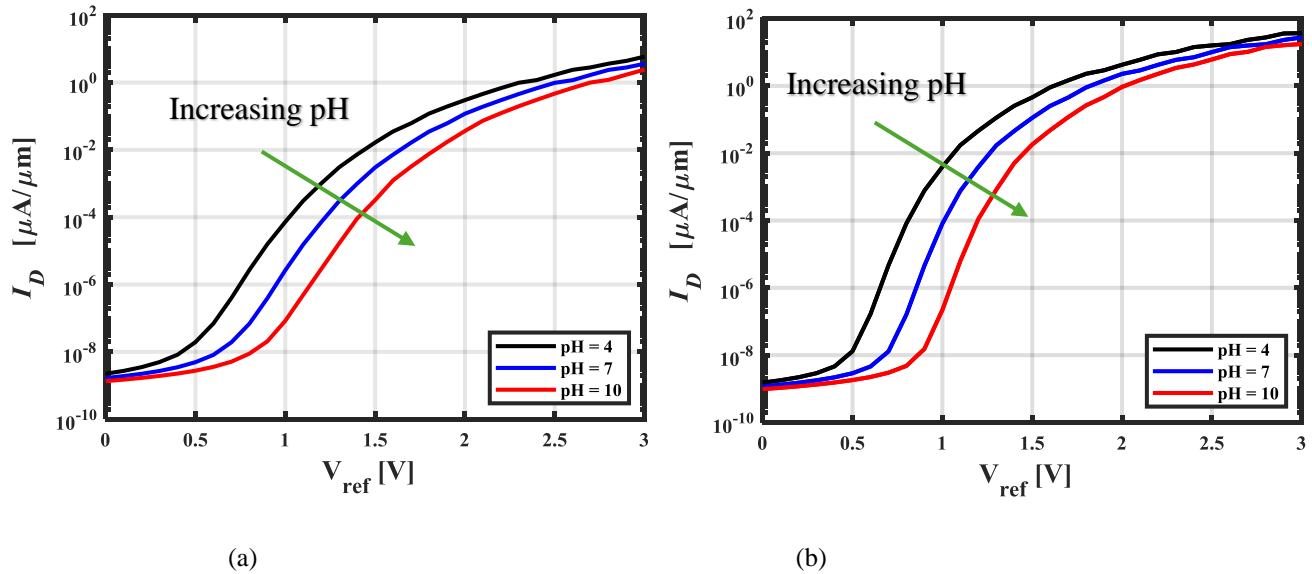 10^2
10^0
10^-2
10^-4
10^-6
10^-8
10^-10
I_D [μA/μm]
Increasing pH
pH = 4
pH = 7
pH = 10
0 0.5 1 1.5 2 2.5 3
V_ref [V]
(a)
10^2
10^0
10^-2
10^-4
10^-6
10^-8
10^-10
I_D [μA/μm]
Increasing pH
pH = 4
pH = 7
pH = 10
0 0.5 1 1.5 2 2.5 3
V_ref [V]
(b)